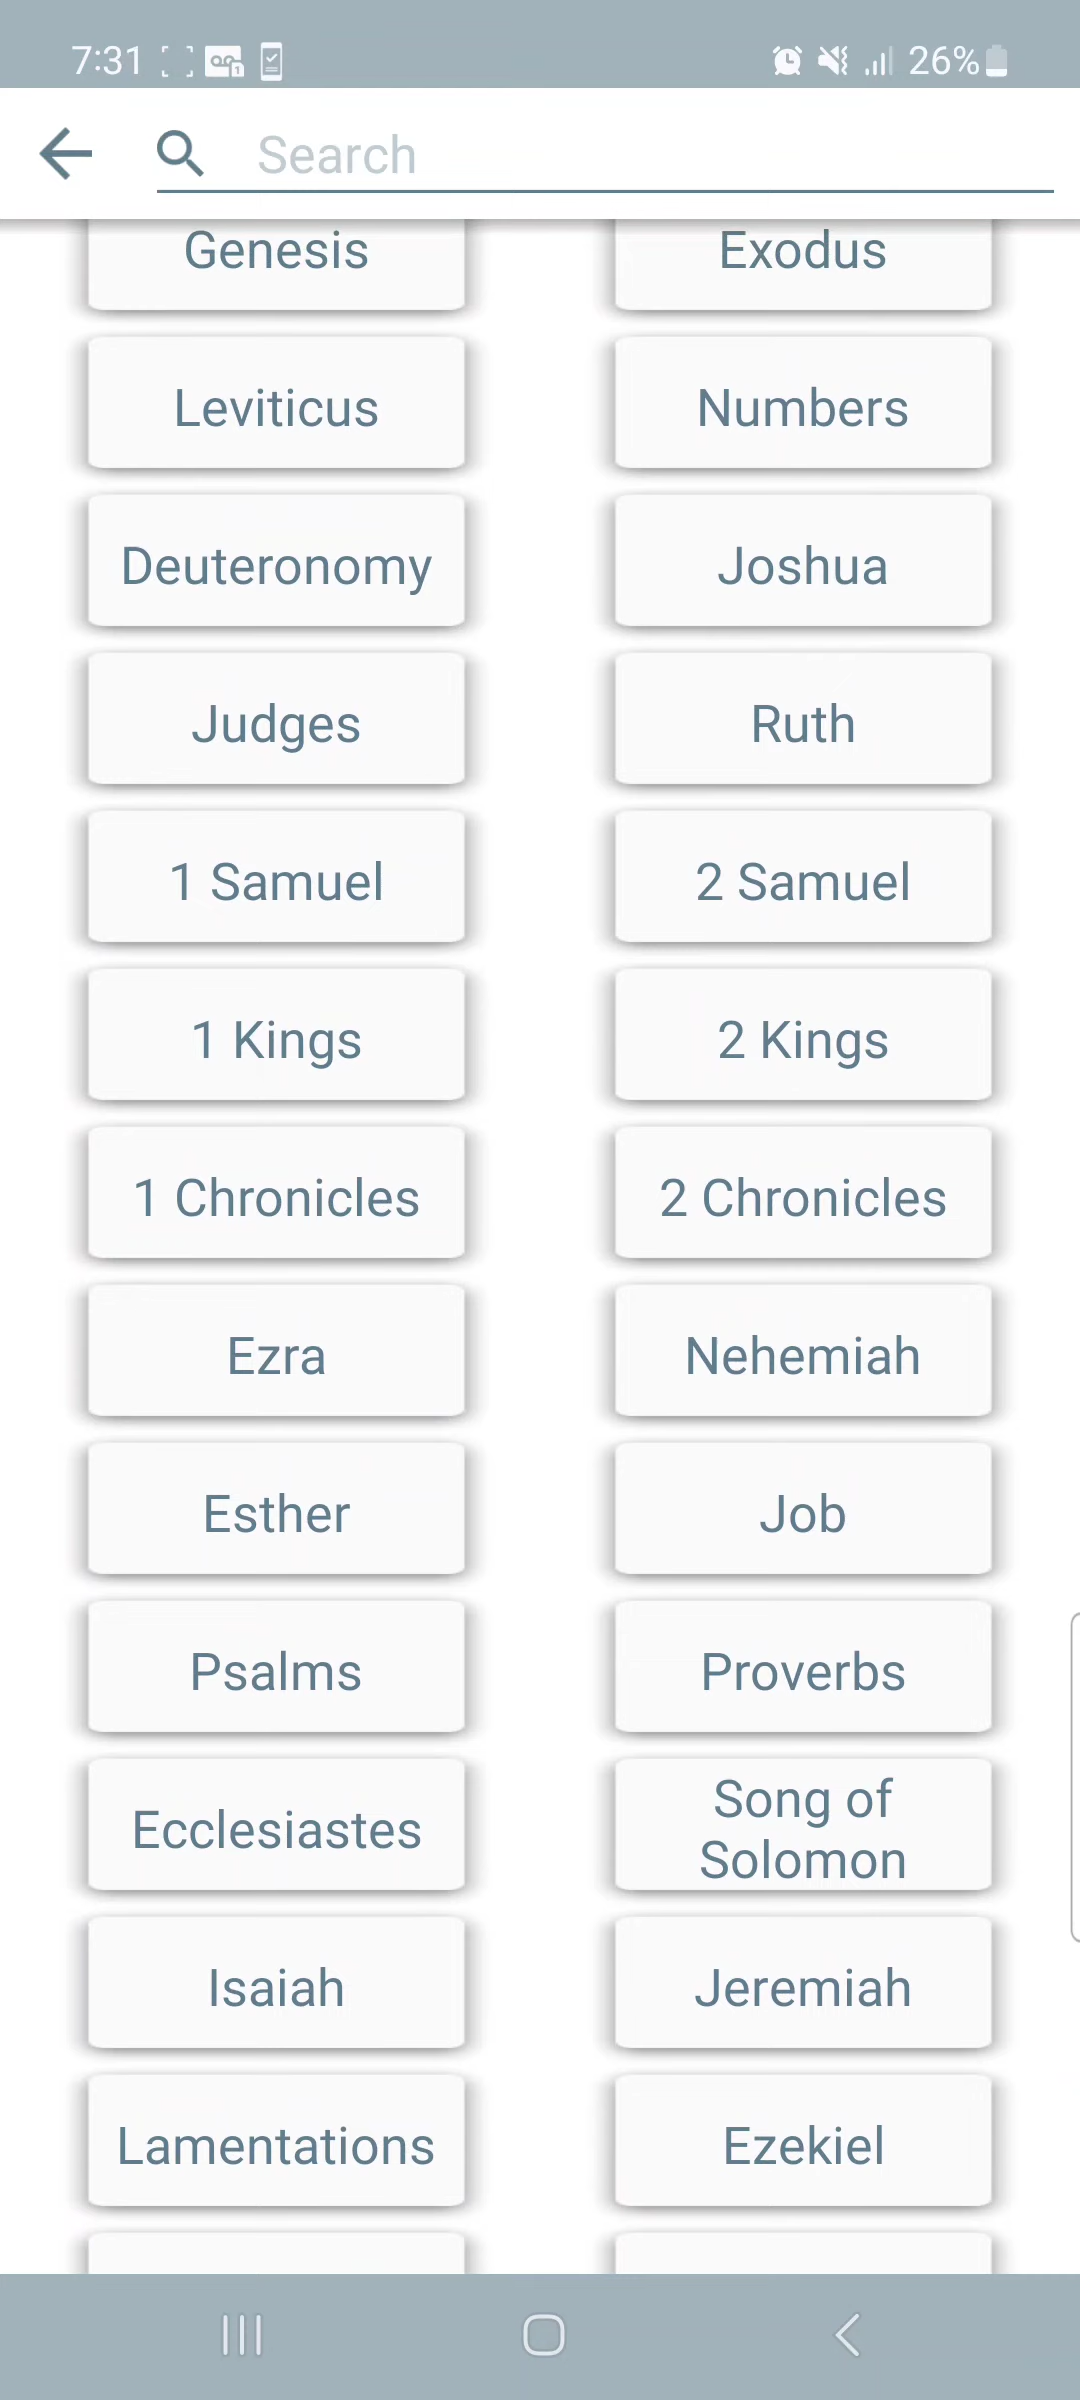 7:31
26%
Search
Genesis
Exodus
Leviticus
Numbers
Deuteronomy
Joshua
Judges
Ruth
1 Samuel
2 Samuel
1 Kings
2 Kings
1 Chronicles
2 Chronicles
Ezra
Nehemiah
Esther
Job
Psalms
Proverbs
Ecclesiastes
Song of
Solomon
Isaiah
Jeremiah
Lamentations
Ezekiel